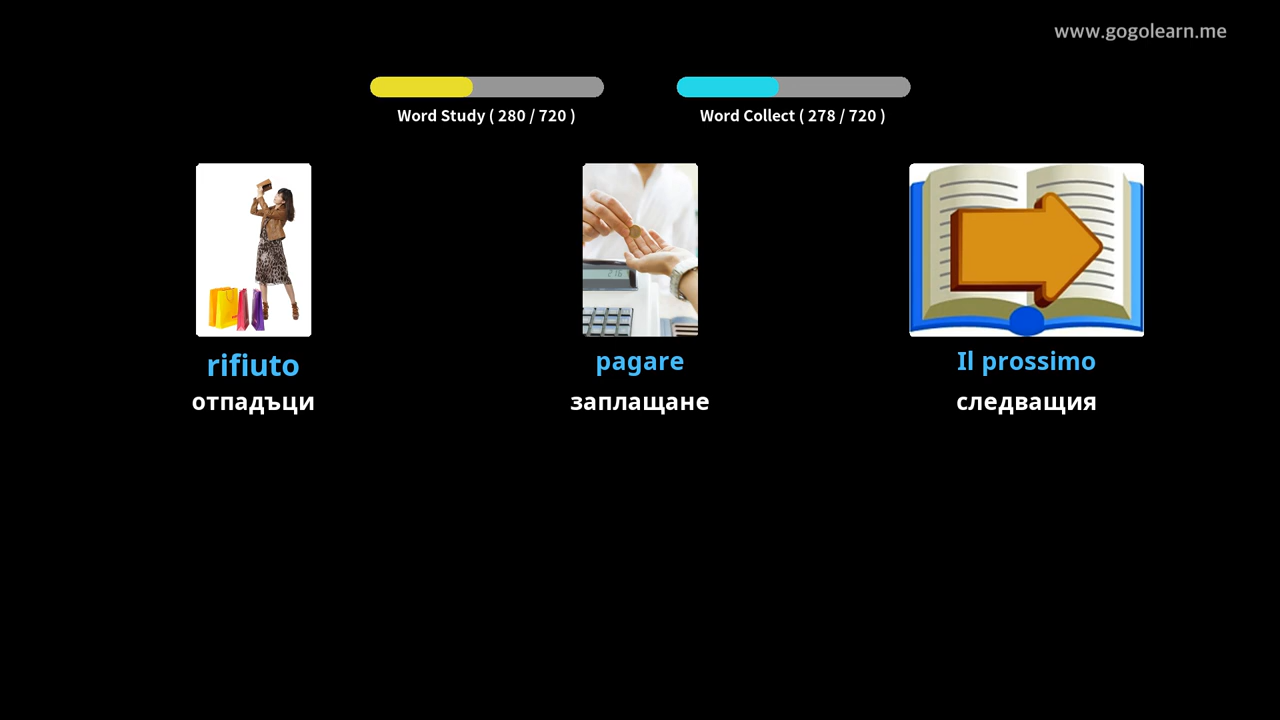 www.gogolearn.me
Word Study ( 280 / 720 )
Word Collect ( 278 / 720 )
rifiuto
отпадъци
pagare
заплащане
Il prossimo
следващия